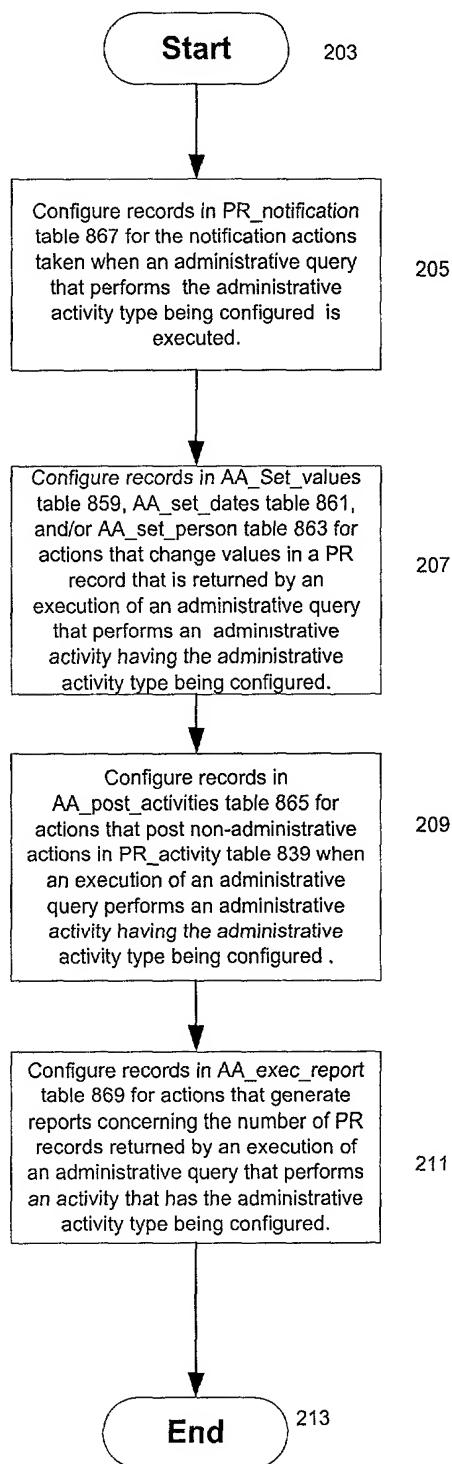 Start
203
Configure records in PR_notification
table 867 for the notification actions
taken when an administrative query
that performs the administrative
activity type being configured is
executed.
205
Configure records in AA_Set_values
table 859, AA_set_dates table 861,
and/or AA_set_person table 863 for
actions that change values in a PR
record that is returned by an
execution of an administrative query
that performs an administrative
activity having the administrative
activity type being configured.
207
Configure records in
AA_post_activities table 865 for
actions that post non-administrative
actions in PR_activity table 839 when
an execution of an administrative
query performs an administrative
activity having the administrative
activity type being configured .
209
Configure records in AA_exec_report
table 869 for actions that generate
reports concerning the number of PR
records returned by an execution of
an administrative query that performs
an activity that has the administrative
activity type being configured.
211
End
213